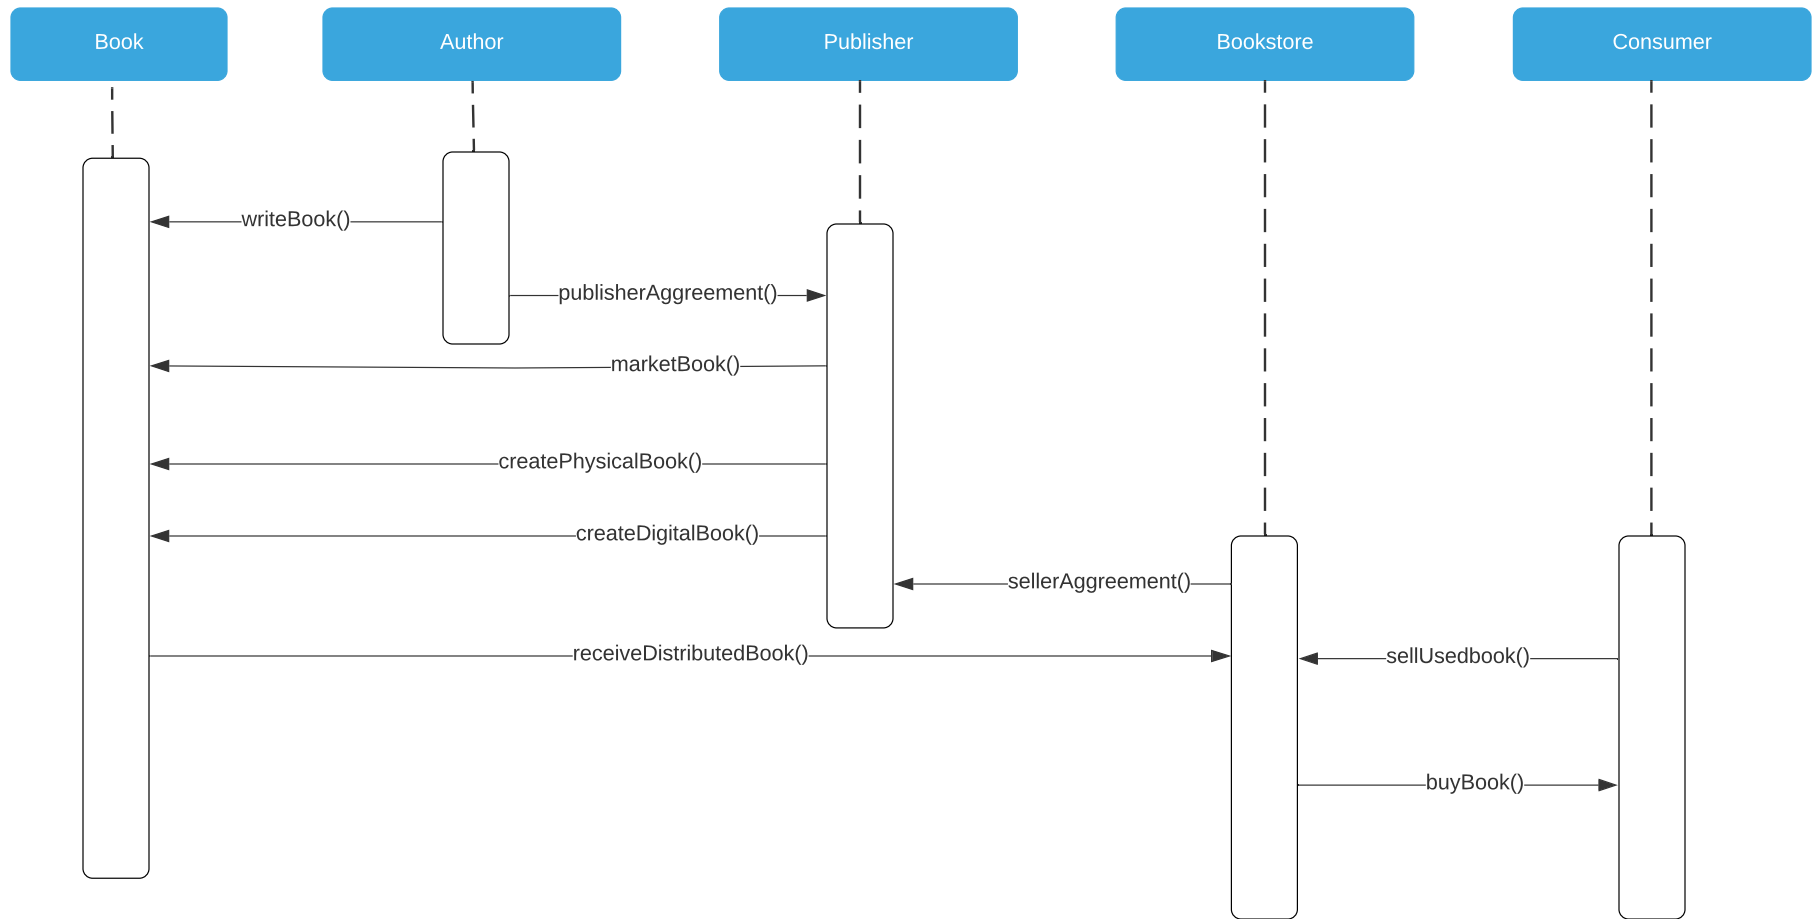 Book
Author
Publisher
Bookstore
Consumer
writeBook()
publisherAggreement()
marketBook()
createPhysicalBook()
createDigitalBook()
sellerAggreement()
receiveDistributedBook()
sellUsedbook()
buyBook()